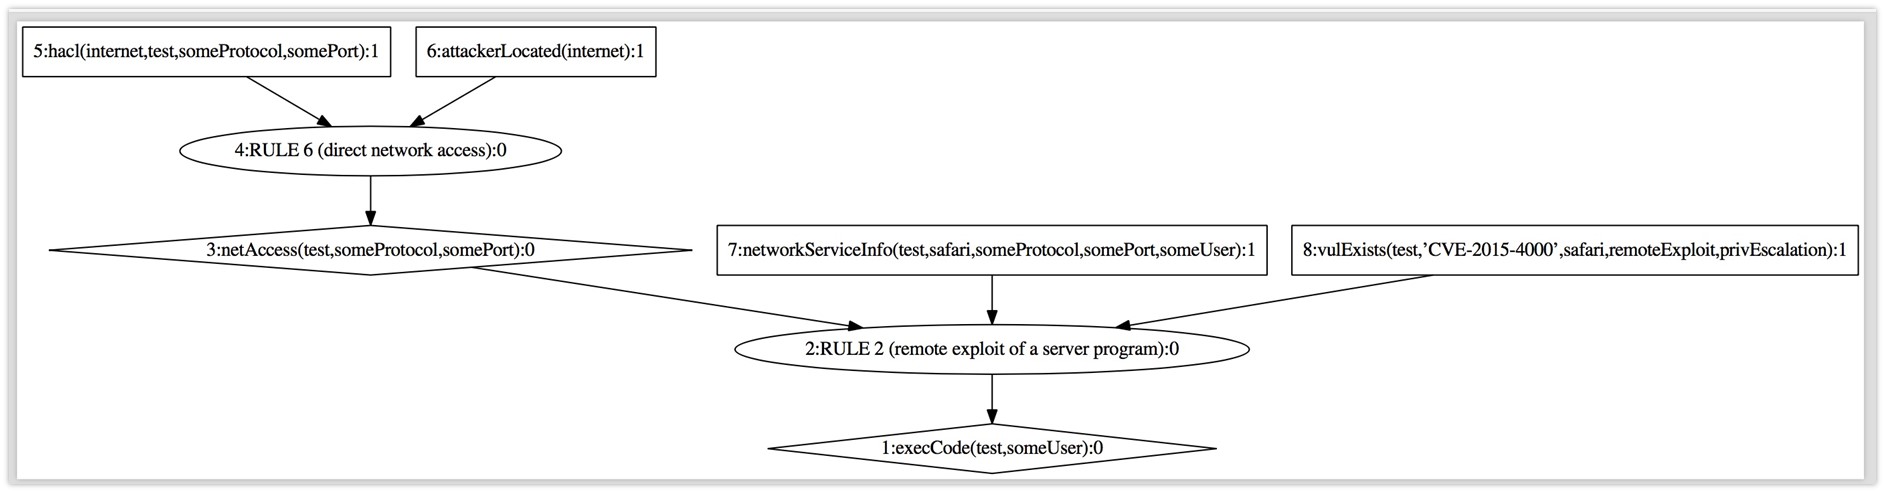 5:hacl(internet,test,someProtocol,somePort):1
6:attackerLocated(internet):1
4:RULE 6 (direct network access):0
3:netAccess(test,someProtocol,somePort):0
7:networkServiceInfo(test,safari,someProtocol,somePort,someUser):1
8:vulExists(test,’CVE-2015-4000’,safari,remoteExploit,privEscalation):1
2:RULE 2 (remote exploit of a server program):0
1:execCode(test,someUser):0